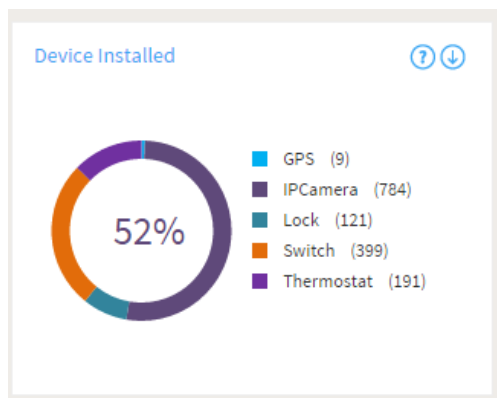 Device Installed
?
52%
GPS (9)
IPCamera (784)
Lock (121)
Switch (399)
Thermostat (191)